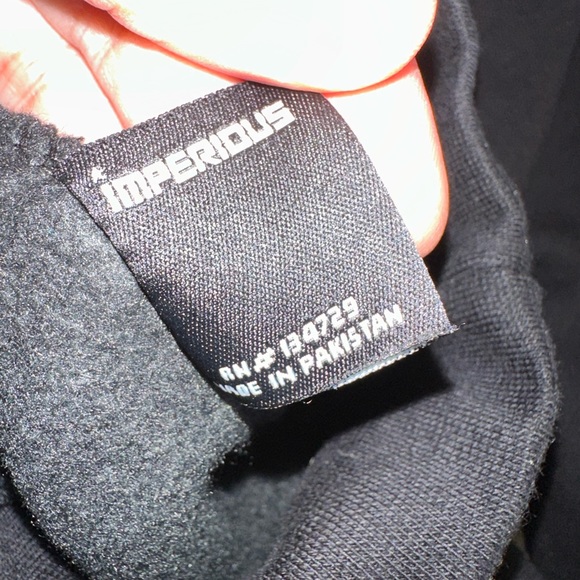 IMPERIOUS
RN # 134729
MADE IN PAKISTAN